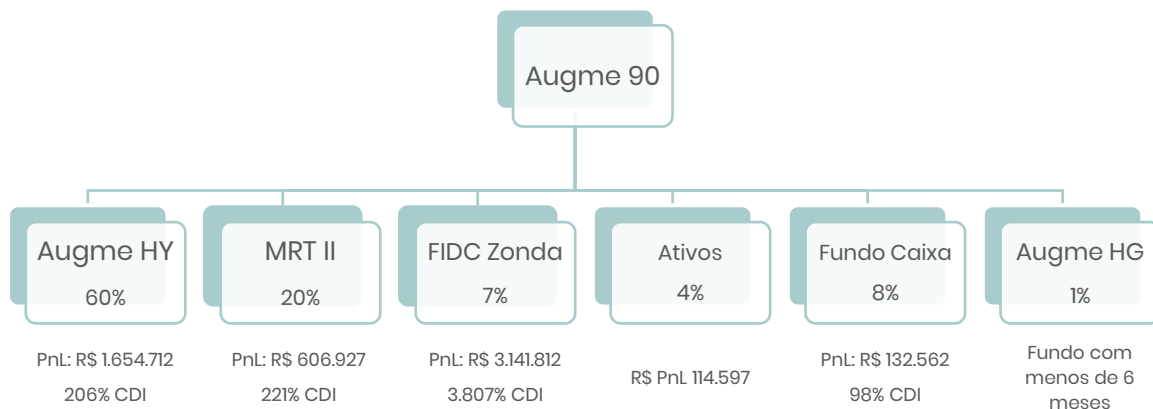 Augme 90
Augme HY
60%
MRT II
20%
FIDC Zonda
7%
Ativos
4%
Fundo Caixa
8%
Augme HG
1%
PnL: R$ 1.654.712
206% CDI
PnL: R$ 606.927
221% CDI
PnL: R$ 3.141.812
3.807% CDI
R$ PnL 114.597
PnL: R$ 132.562
98% CDI
Fundo com
menos de 6
meses